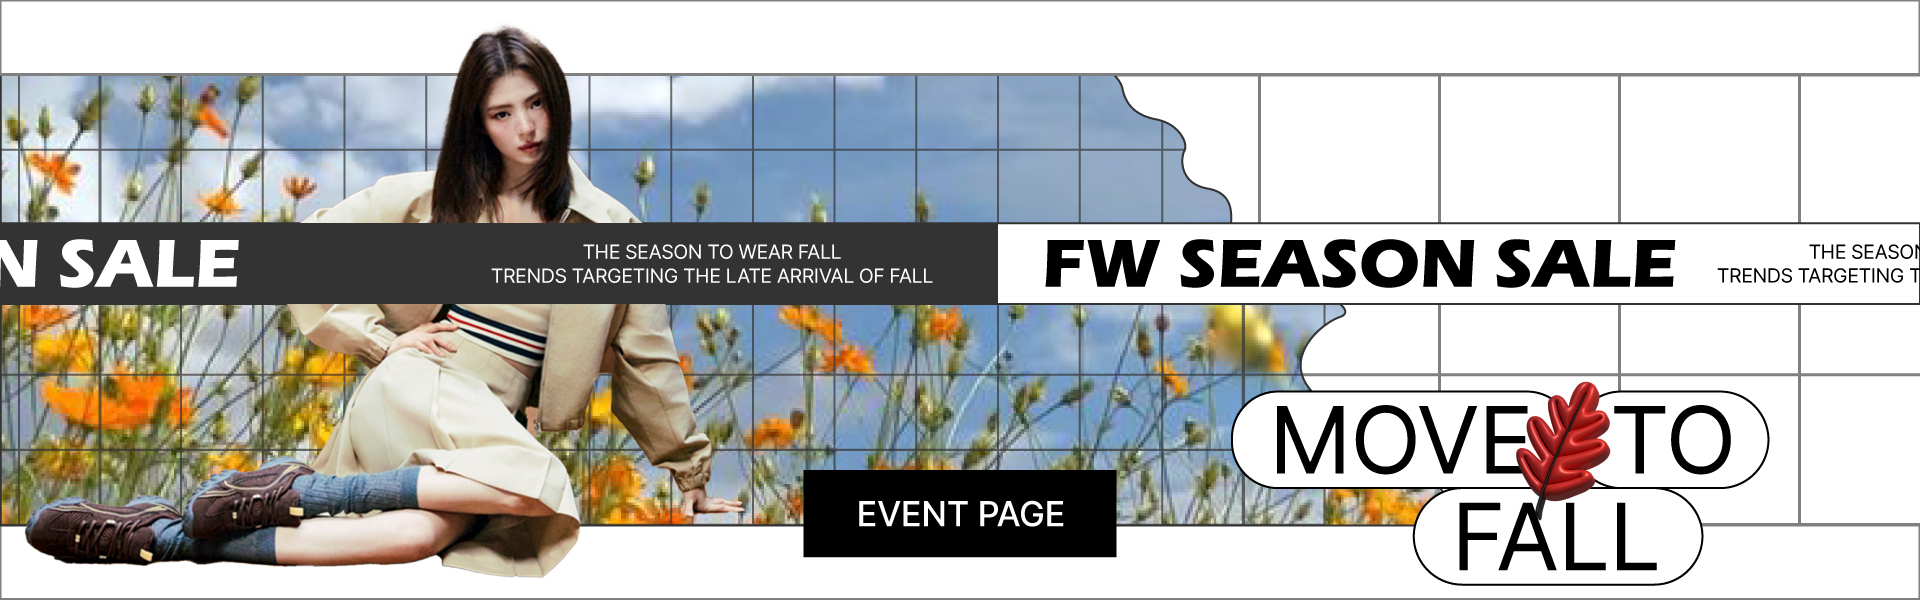 N SALE
THE SEASON TO WEAR FALL
TRENDS TARGETING THE LATE ARRIVAL OF FALL
FW SEASON SALE
THE SEASON
TRENDS TARGETING T
MOVE TO
FALL
EVENT PAGE